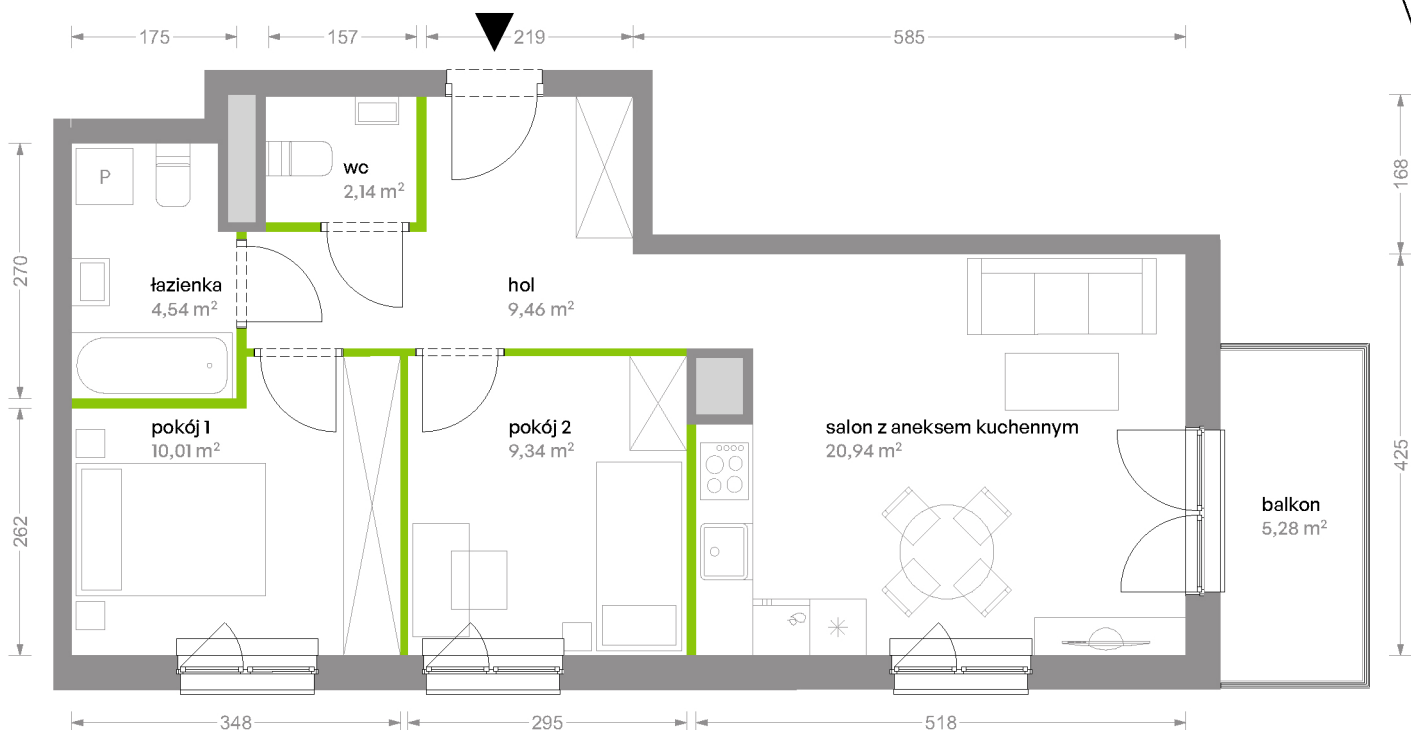 175
157
219
585
168
wc
2,14 m²
P
270
łazienka
4,54 m²
hol
9,46 m²
pokój 1
10,01 m²
pokój 2
9,34 m²
salon z aneksem kuchennym
20,94 m²
425
balkon
5,28 m²
262
348
295
518